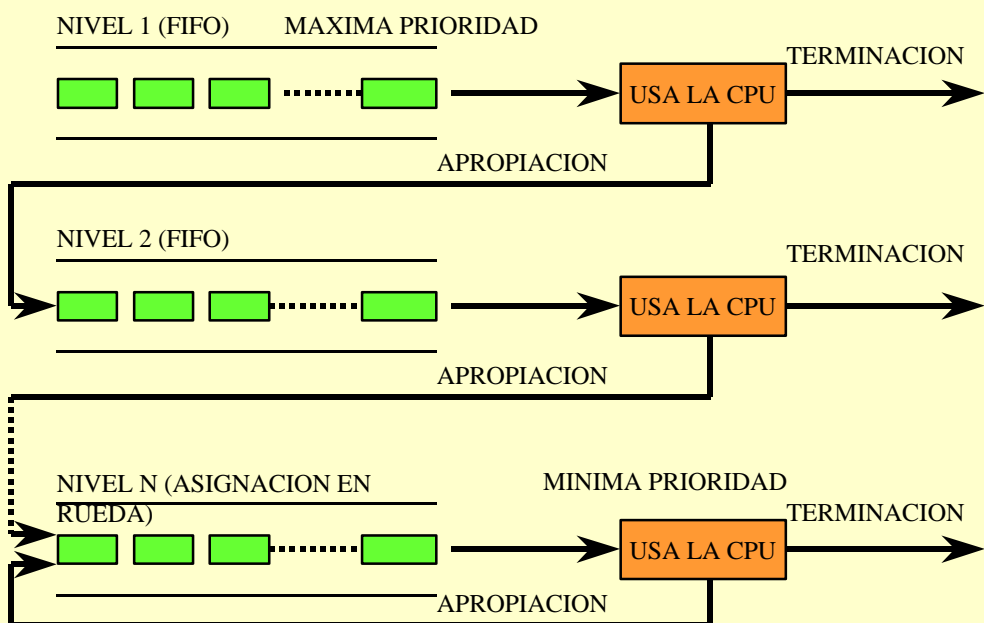 NIVEL 1 (FIFO)
MAXIMA PRIORIDAD
TERMINACION
USA LA CPU
APROPIACION
NIVEL 2 (FIFO)
TERMINACION
USA LA CPU
APROPIACION
NIVEL N (ASIGNACION EN
RUEDA)
MINIMA PRIORIDAD
TERMINACION
USA LA CPU
APROPIACION